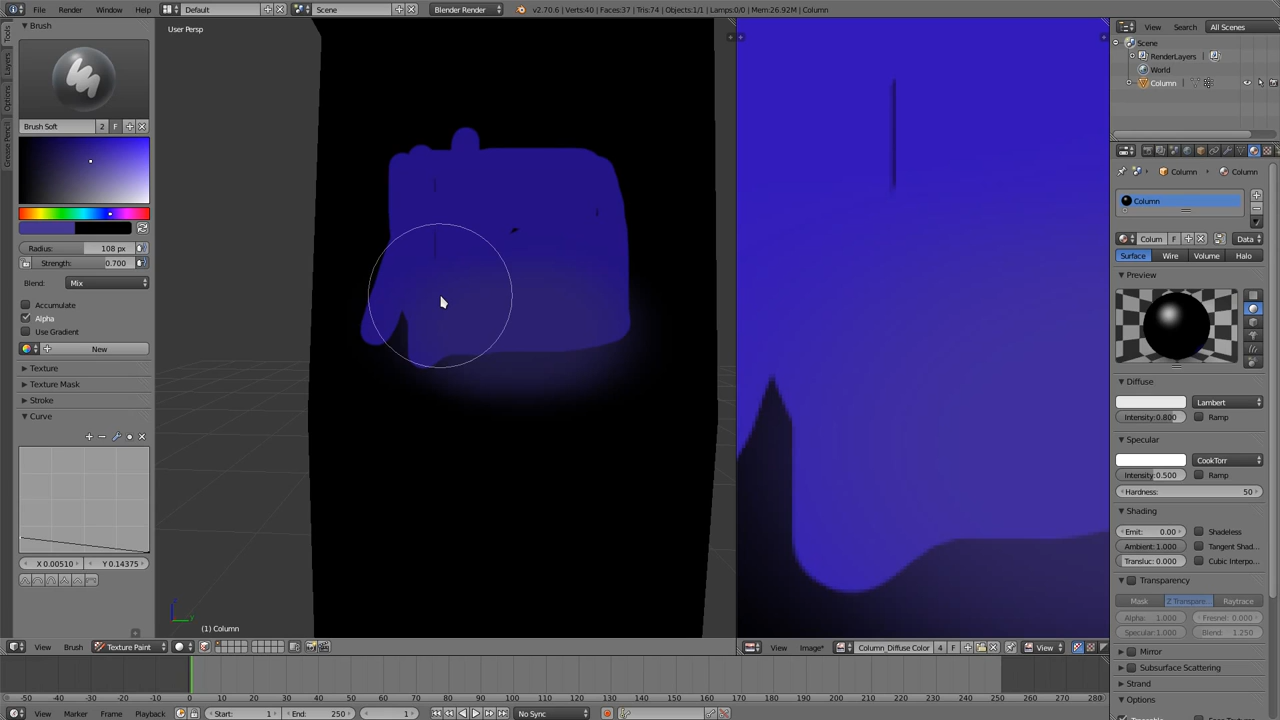 File Render Window Help Default Scene Blender Render v2.70.6 | Verts:40 | Faces:37 | Tris:74 | Objects:1/1 | Lamps:0/0 | Mem:26.92M | Column
Brush
Brush Soft 2 F
Radius: 108 px
Strength: 0.700
Blend: Mix
Accumulate
Alpha
Use Gradient
New
Texture
Texture Mask
Stroke
Curve
X 0.00510 Y 0.14375
Tools
Layers
Options
Grease Pencil
User Persp
(1) Column
View Brush Texture Paint
View Image* Column_Diffuse Color 4 F View
View Search All Scenes
Scene
RenderLayers
World
Column
Column Column
Column
Colum F Data
Surface Wire Volume Halo
Preview
Diffuse
Lambert
Intensity:0.800 Ramp
Specular
CookTorr
Intensity:0.500 Ramp
Hardness: 50
Shading
Emit: 0.00 Shadeless
Ambient: 1.000 Tangent Shad...
Transluc: 0.000 Cubic Interpo...
Transparency
Mask Z Transpare... Raytrace
Alpha: 1.000 Fresnel: 0.000
Specular: 1.000 Blend: 1.250
Mirror
Subsurface Scattering
Strand
Options
-50 -40 -30 -20 -10 0 10 20 30 40 50 60 70 80 90 100 110 120 130 140 150 160 170 180 190 200 210 220 230 240 250 260 270 280
View Marker Frame Playback Start: 1 End: 250 1 No Sync